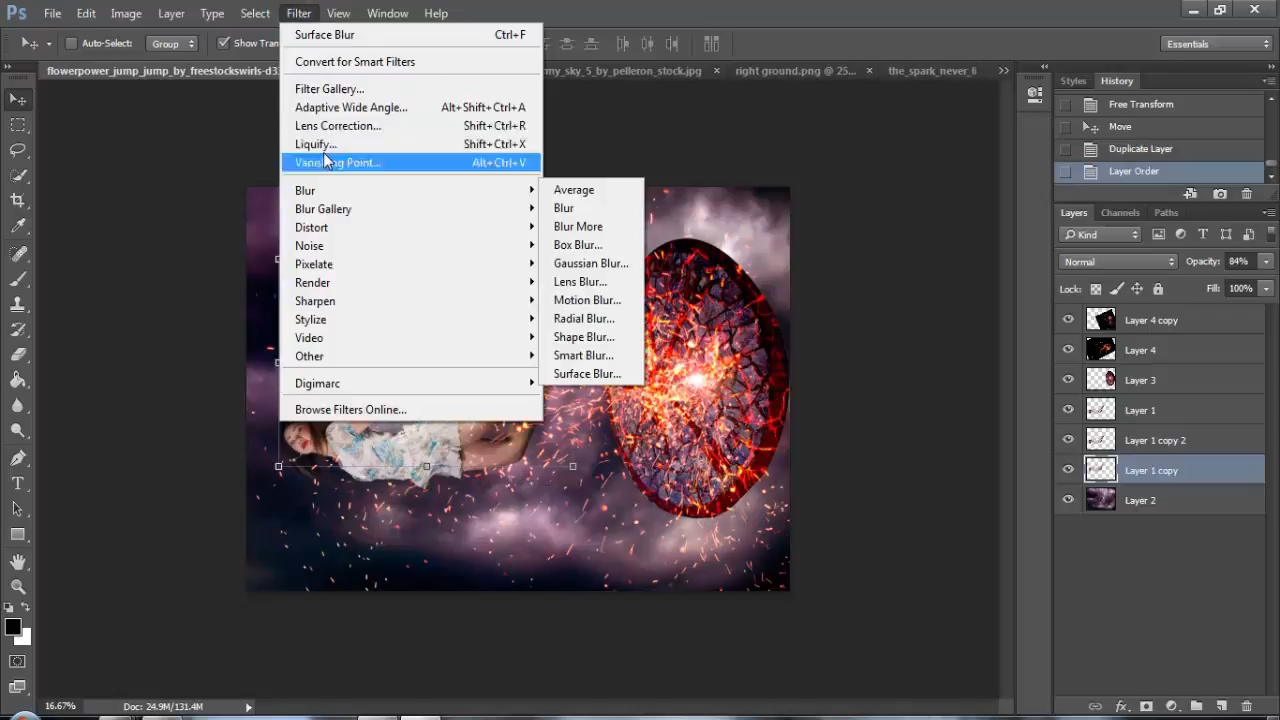 Ps File Edit Image Layer Type Select Filter View Window Help
Auto-Select: Group Show Tran Essentials
flowerpower_jump_jump_by_freestockswirls-d3 my_sky_5_by_pelleron_stock.jpg × right ground.png @ 25... × the_spark_never_fi
Surface Blur Ctrl+F
Convert for Smart Filters
Filter Gallery...
Adaptive Wide Angle... Alt+Shift+Ctrl+A
Lens Correction... Shift+Ctrl+R
Liquify... Shift+Ctrl+X
Vanishing Point... Alt+Ctrl+V
Blur
Blur Gallery
Distort
Noise
Pixelate
Render
Sharpen
Stylize
Video
Other
Digimarc
Browse Filters Online...
Average
Blur
Blur More
Box Blur...
Gaussian Blur...
Lens Blur...
Motion Blur...
Radial Blur...
Shape Blur...
Smart Blur...
Surface Blur...
Styles History
Free Transform
Move
Duplicate Layer
Layer Order
Layers Channels Paths
Kind
Normal Opacity: 84%
Lock: Fill: 100%
Layer 4 copy
Layer 4
Layer 3
Layer 1
Layer 1 copy 2
Layer 1 copy
Layer 2
16.67% Doc: 24.9M/131.4M